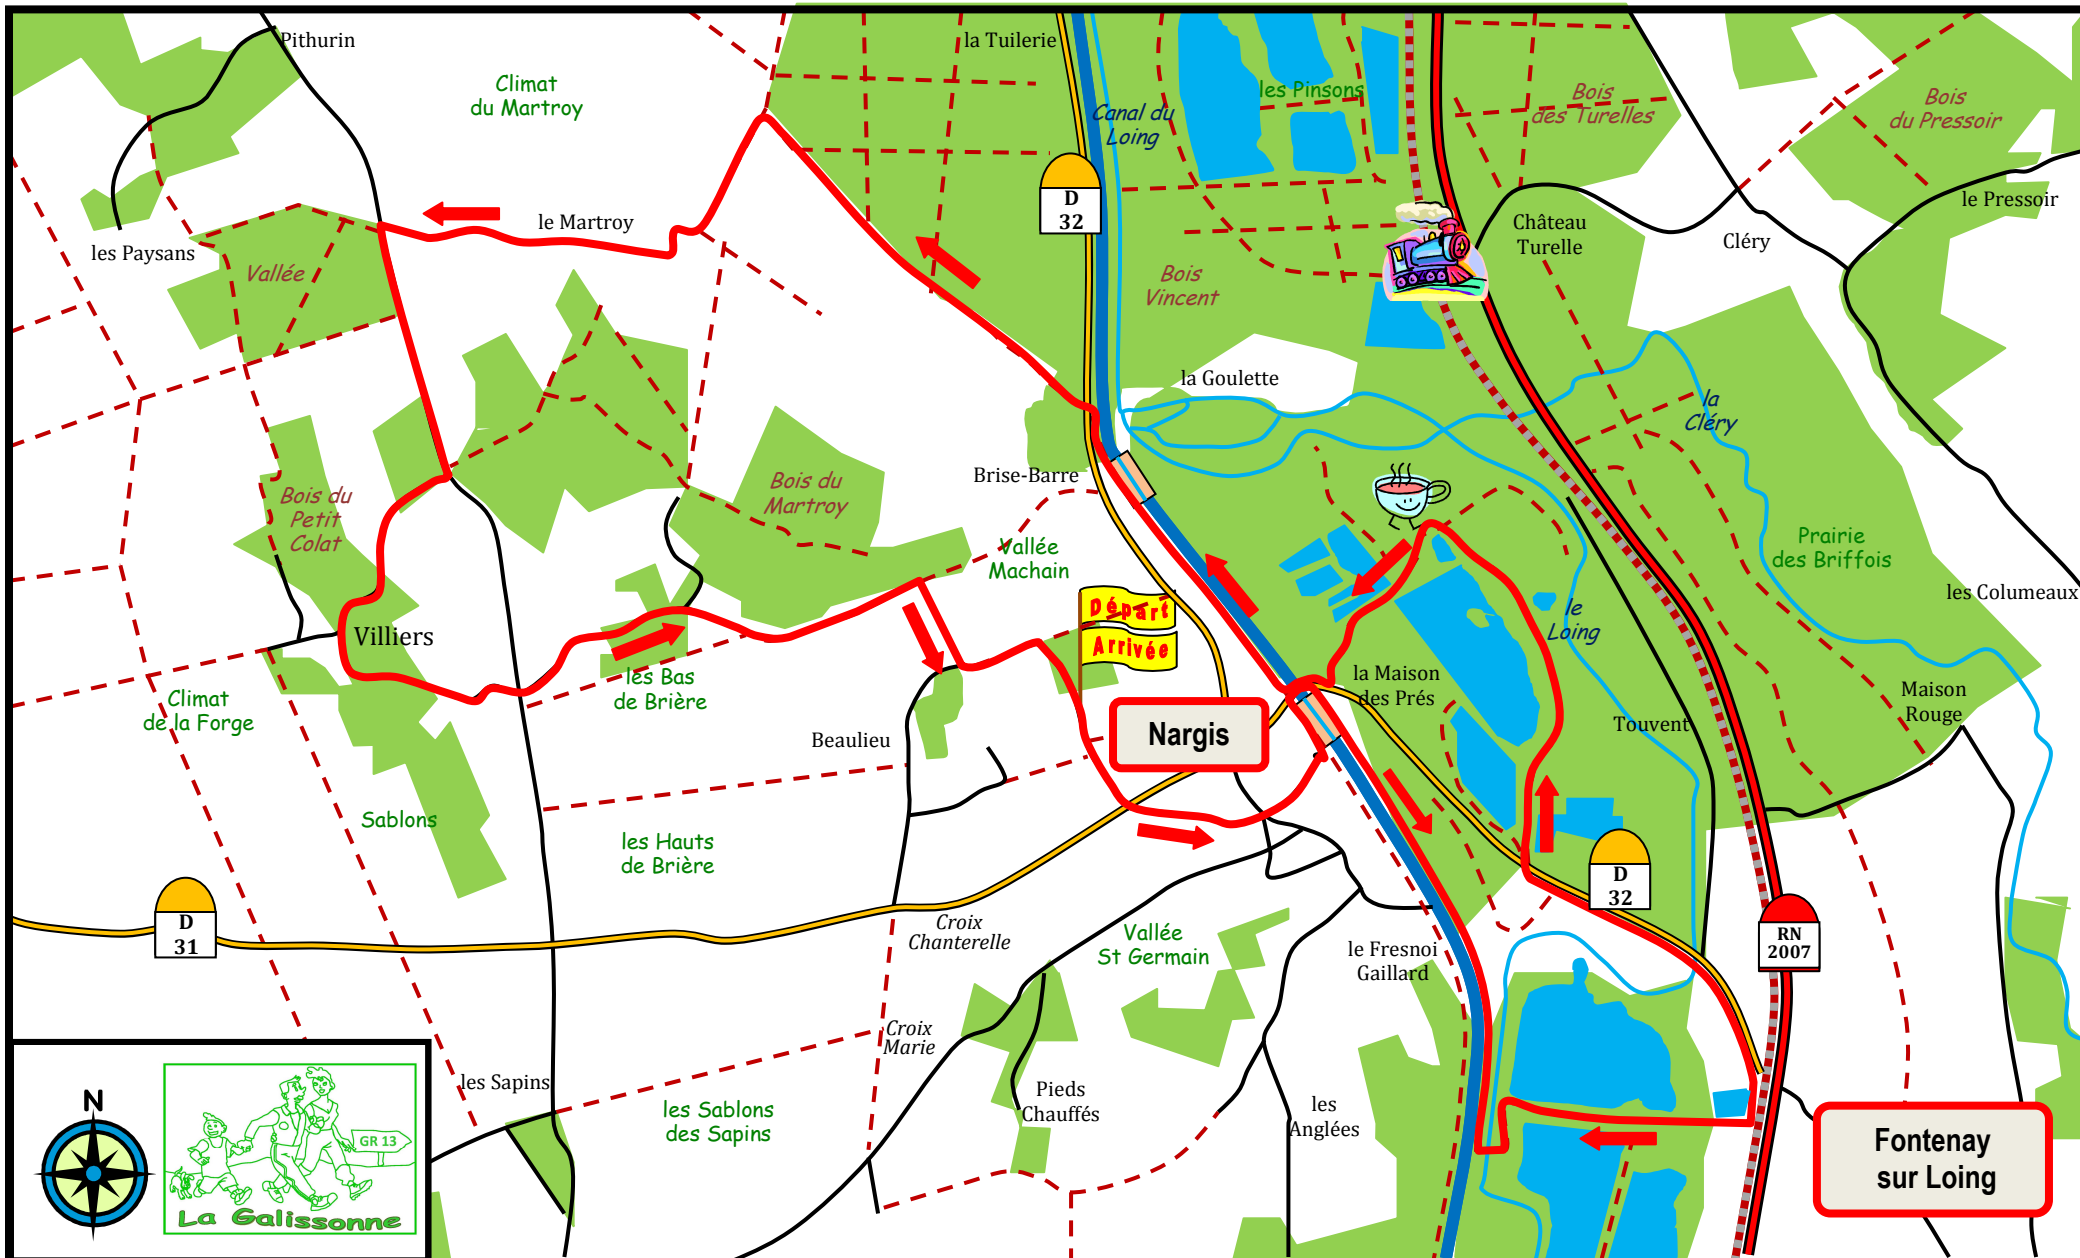 Pithurin
la Tuilerie
Climat
du Martroy
les Pinsons
Bois
des Turelles
Bois
du Pressoir
Canal du
Loing
D
32
le Martroy
les Paysans
Vallée
Château
Turelle
Cléry
le Pressoir
Bois
Vincent
la Goulette
la
Cléry
Brise-Barre
Bois du
Martroy
Bois du
Petit
Colat
Vallée
Machain
Prairie
des Briffois
les Columeaux
Départ
Arrivée
le
Loing
Villiers
les Bas
de Brière
la Maison
des Prés
Maison
Rouge
Climat
de la Forge
Beaulieu
Nargis
Touvent
Sablons
les Hauts
de Brière
D
32
D
31
Croix
Chanterelle
Vallée
St Germain
le Fresnoi
Gaillard
RN
2007
Croix
Marie
les Sapins
les Sablons
des Sapins
Pieds
Chauffés
les
Anglées
Fontenay
sur Loing
N
GR 13
La Galissonne